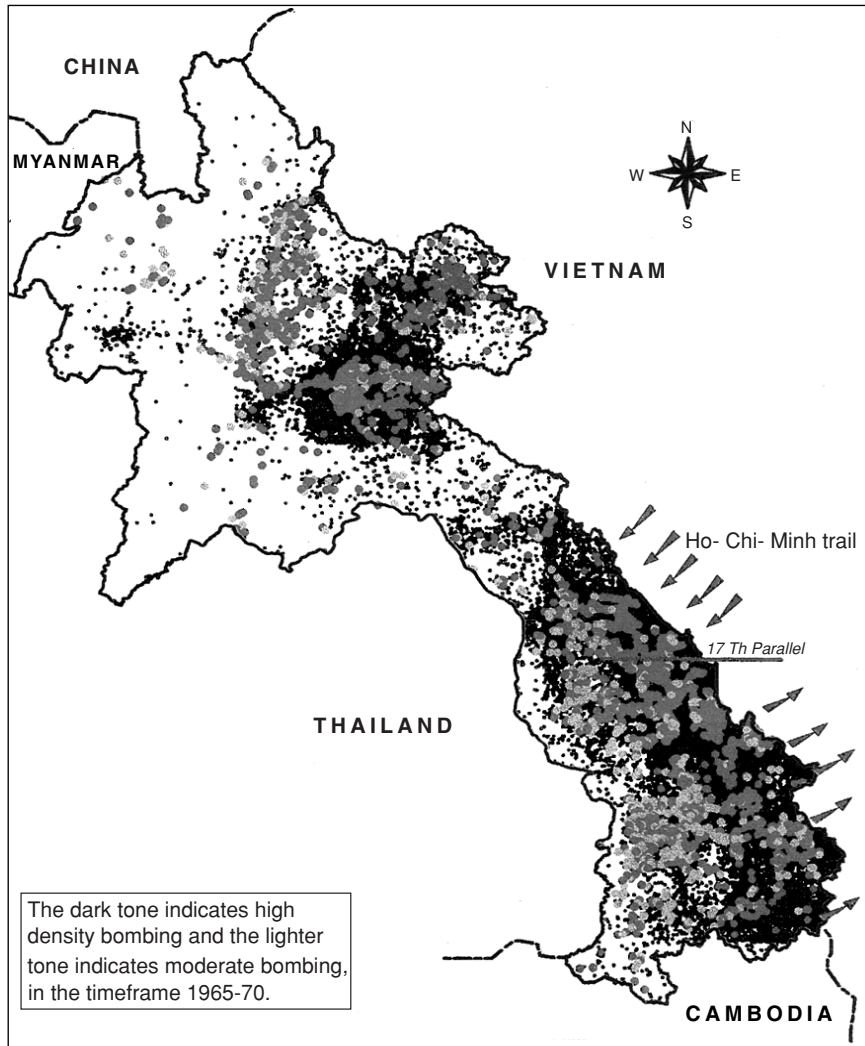 CHINA
MYANMAR
N
W E
S
VIETNAM
Ho- Chi- Minh trail
17 Th Parallel
THAILAND
The dark tone indicates high
density bombing and the lighter
tone indicates moderate bombing,
in the timeframe 1965-70.
CAMBODIA